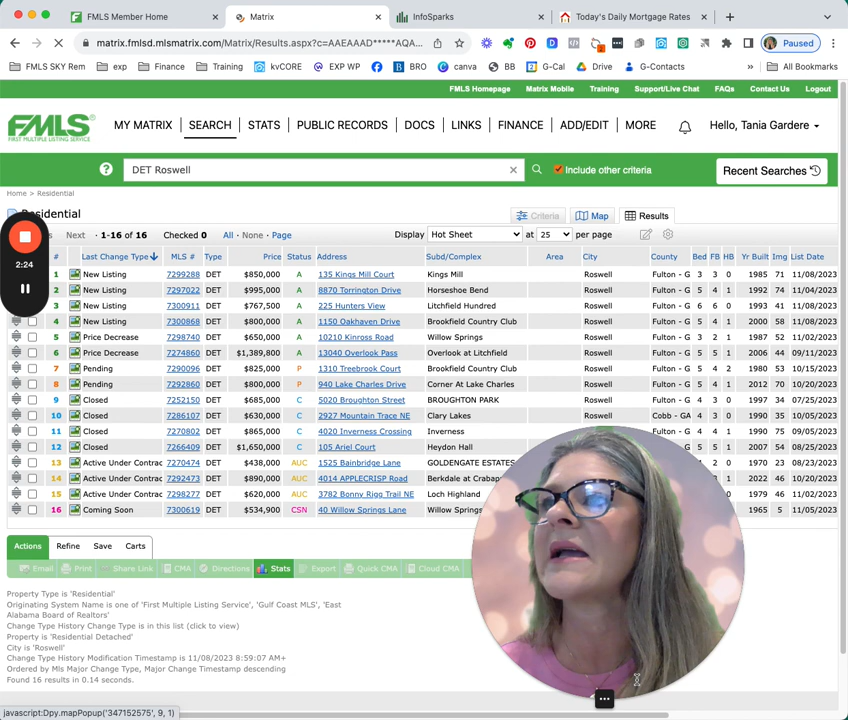 FMLS Member Home
Matrix
InfoSparks
Today's Daily Mortgage Rates
matrix.fmlsd.mlsmatrix.com/Matrix/Results.aspx?c=AAEAAAD*****AQA...
Paused
FMLS SKY Rem
exp
Finance
Training
kvCORE
EXP WP
BRO
canva
BB
G-Cal
Drive
G-Contacts
»
All Bookmarks
FMLS Homepage
Matrix Mobile
Training
Support/Live Chat
FAQs
Contact Us
Logout
FMLS
FIRST MULTIPLE LISTING SERVICE
MY MATRIX
SEARCH
STATS
PUBLIC RECORDS
DOCS
LINKS
FINANCE
ADD/EDIT
MORE
Hello, Tania Gardere
DET Roswell
Include other criteria
Recent Searches
Home > Residential
Residential
Criteria
Map
Results
Next · 1-16 of 16 Checked 0 All · None · Page
Display Hot Sheet at 25 per page
# Last Change Type MLS # Type Price Status Address Subd/Complex Area City County Bed FB HB Yr Built Img List Date
1 New Listing 7299288 DET $850,000 A 135 Kings Mill Court Kings Mill Roswell Fulton - G 3 3 0 1985 71 11/08/2023
2 New Listing 7297022 DET $995,000 A 8870 Torrington Drive Horseshoe Bend Roswell Fulton - G 4 4 2 1990 72 11/08/2023
3 New Listing 7300911 DET $767,500 A 225 Hunters View Litchfield Hundred Roswell Fulton - G 6 6 0 1993 41 11/08/2023
4 New Listing 7300868 DET $800,000 A 1150 Oakhaven Drive Brookfield Country Club Roswell Fulton - G 4 4 1 2000 58 11/08/2023
5 Price Decrease 7298740 DET $650,000 A 10210 Kinross Road Willow Springs Roswell Fulton - G 3 2 1 1987 52 11/02/2023
6 Price Decrease 7274860 DET $1,389,800 A 13040 Overlook Pass Overlook at Litchfield Roswell Fulton - G 5 5 1 2006 44 09/11/2023
7 Pending 7290096 DET $825,000 P 1310 Treebrook Court Brookfield Country Club Roswell Fulton - G 5 4 2 1980 53 10/15/2023
8 Pending 7292860 DET $800,000 P 940 Lake Charles Drive Corner At Lake Charles Roswell Fulton - G 4 4 1 2012 70 10/20/2023
9 Closed 7252150 DET $685,000 C 5020 Boughton Street BROUGHTON PARK Roswell Fulton - G 4 4 0 1997 34 07/25/2023
10 Closed 7286107 DET $630,000 C 2927 Mountain Trace NE Clary Lakes Roswell Cobb - GA 4 3 0 1990 35 10/05/2023
11 Closed 7270802 DET $865,000 C 4020 Inverness Crossing Inverness 1990 38 09/01/2023
12 Closed 7266409 DET $1,650,000 C 105 Ariel Court Heydon Hall 5 5 1 2007 54 08/25/2023
13 Active Under Contrac 7270474 DET $438,000 AUC 1525 Bainbridge Lane GOLDENGATE ESTATES 1970 23 08/23/2023
14 Active Under Contrac 7292473 DET $890,000 AUC 4014 APPLECRISP Road Berkdale at Crabap 2022 46 10/20/2023
15 Active Under Contrac 7298277 DET $620,000 AUC 3782 Bonny Rigg Trail NE Loch Highland 1979 46 11/02/2023
16 Coming Soon 7300619 DET $534,900 CSN 40 Willow Springs Lane Willow Springs 1 1965 5 11/05/2023
2:24
Actions
Refine
Save
Carts
Email
Print
Share Link
CMA
Directions
Stats
Export
Quick CMA
Cloud CMA
Property Type is 'Residential'
Originating System Name is one of 'First Multiple Listing Service', 'Gulf Coast MLS', 'East
Alabama Board of Realtors'
Change Type History Change Type is in this list (click to view)
Property is 'Residential Detached'
City is 'Roswell'
Change Type History Modification Timestamp is 11/08/2023 8:59:07 AM+
Ordered by Mls Major Change Type, Major Change Timestamp descending
Found 16 results in 0.14 seconds.
javascript:Dpy.mapPopup('347152575', 9, 1)